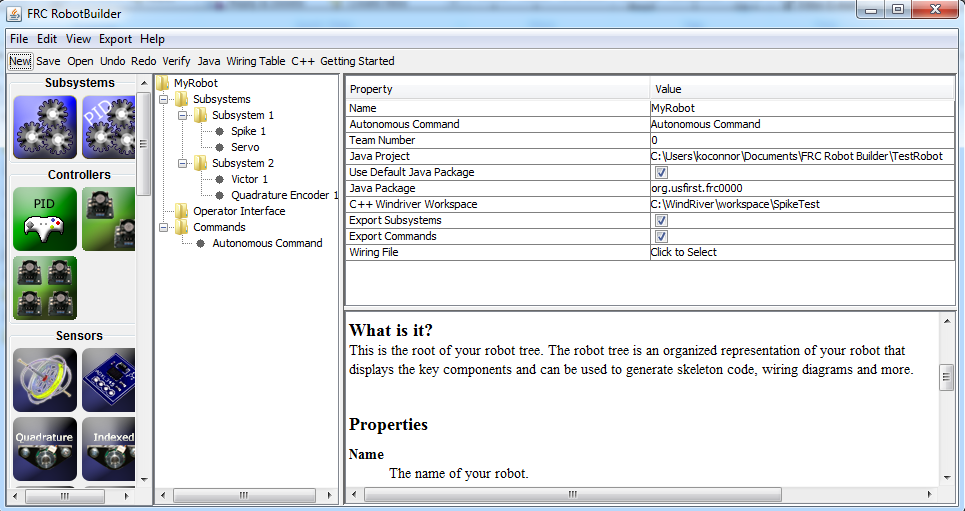 FRC RobotBuilder
File Edit View Export Help
New Save Open Undo Redo Verify Java Wiring Table C++ Getting Started
Subsystems
PID
Controllers
PID
Sensors
Quadrature Indexed
MyRobot
Subsystems
Subsystem 1
Spike 1
Servo
Subsystem 2
Victor 1
Quadrature Encoder 1
Operator Interface
Commands
Autonomous Command
Property Value
Name MyRobot
Autonomous Command Autonomous Command
Team Number 0
Java Project C:\Users\koconnor\Documents\FRC Robot Builder\TestRobot
Use Default Java Package
Java Package org.usfirst.frc0000
C++ Windriver Workspace C:\WindRiver\workspace\SpikeTest
Export Subsystems
Export Commands
Wiring File Click to Select
What is it?
This is the root of your robot tree. The robot tree is an organized representation of your robot that
displays the key components and can be used to generate skeleton code, wiring diagrams and more.
Properties
Name
The name of your robot.